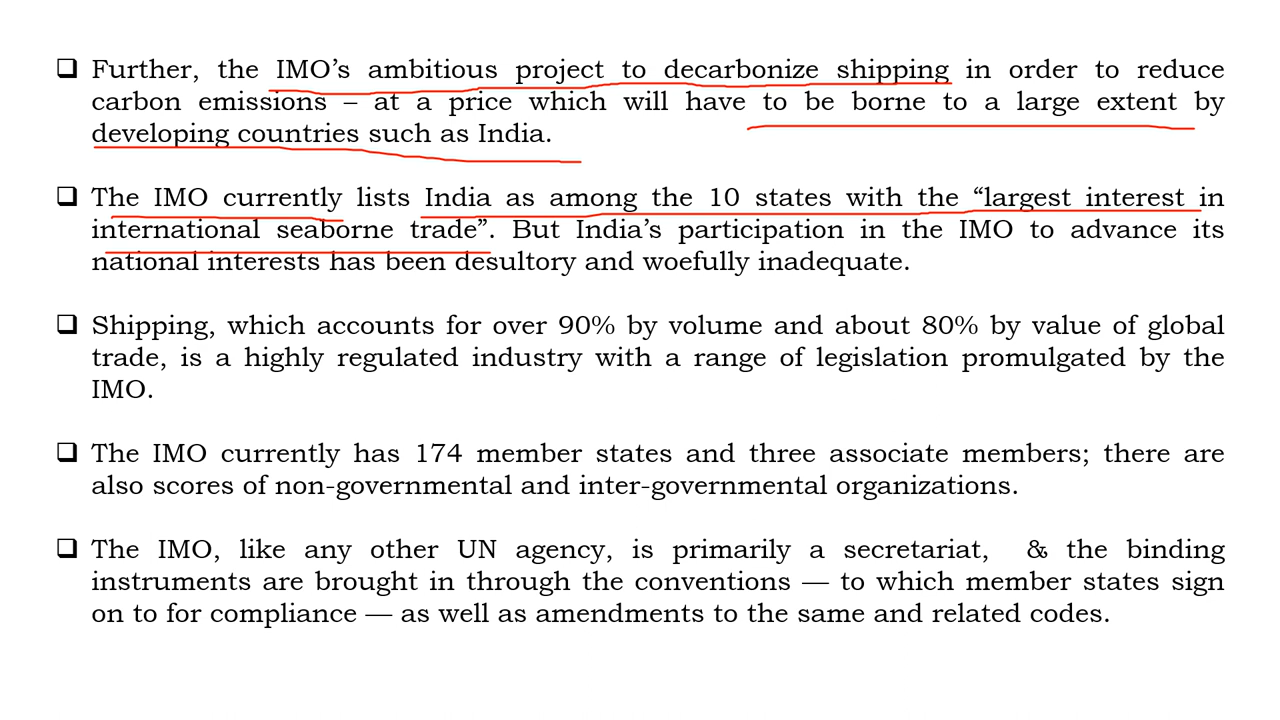 ❑ Further, the IMO’s ambitious project to decarbonize shipping in order to reduce
carbon emissions – at a price which will have to be borne to a large extent by
developing countries such as India.
❑ The IMO currently lists India as among the 10 states with the “largest interest in
international seaborne trade”. But India’s participation in the IMO to advance its
national interests has been desultory and woefully inadequate.
❑ Shipping, which accounts for over 90% by volume and about 80% by value of global
trade, is a highly regulated industry with a range of legislation promulgated by the
IMO.
❑ The IMO currently has 174 member states and three associate members; there are
also scores of non-governmental and inter-governmental organizations.
❑ The IMO, like any other UN agency, is primarily a secretariat, & the binding
instruments are brought in through the conventions — to which member states sign
on to for compliance — as well as amendments to the same and related codes.